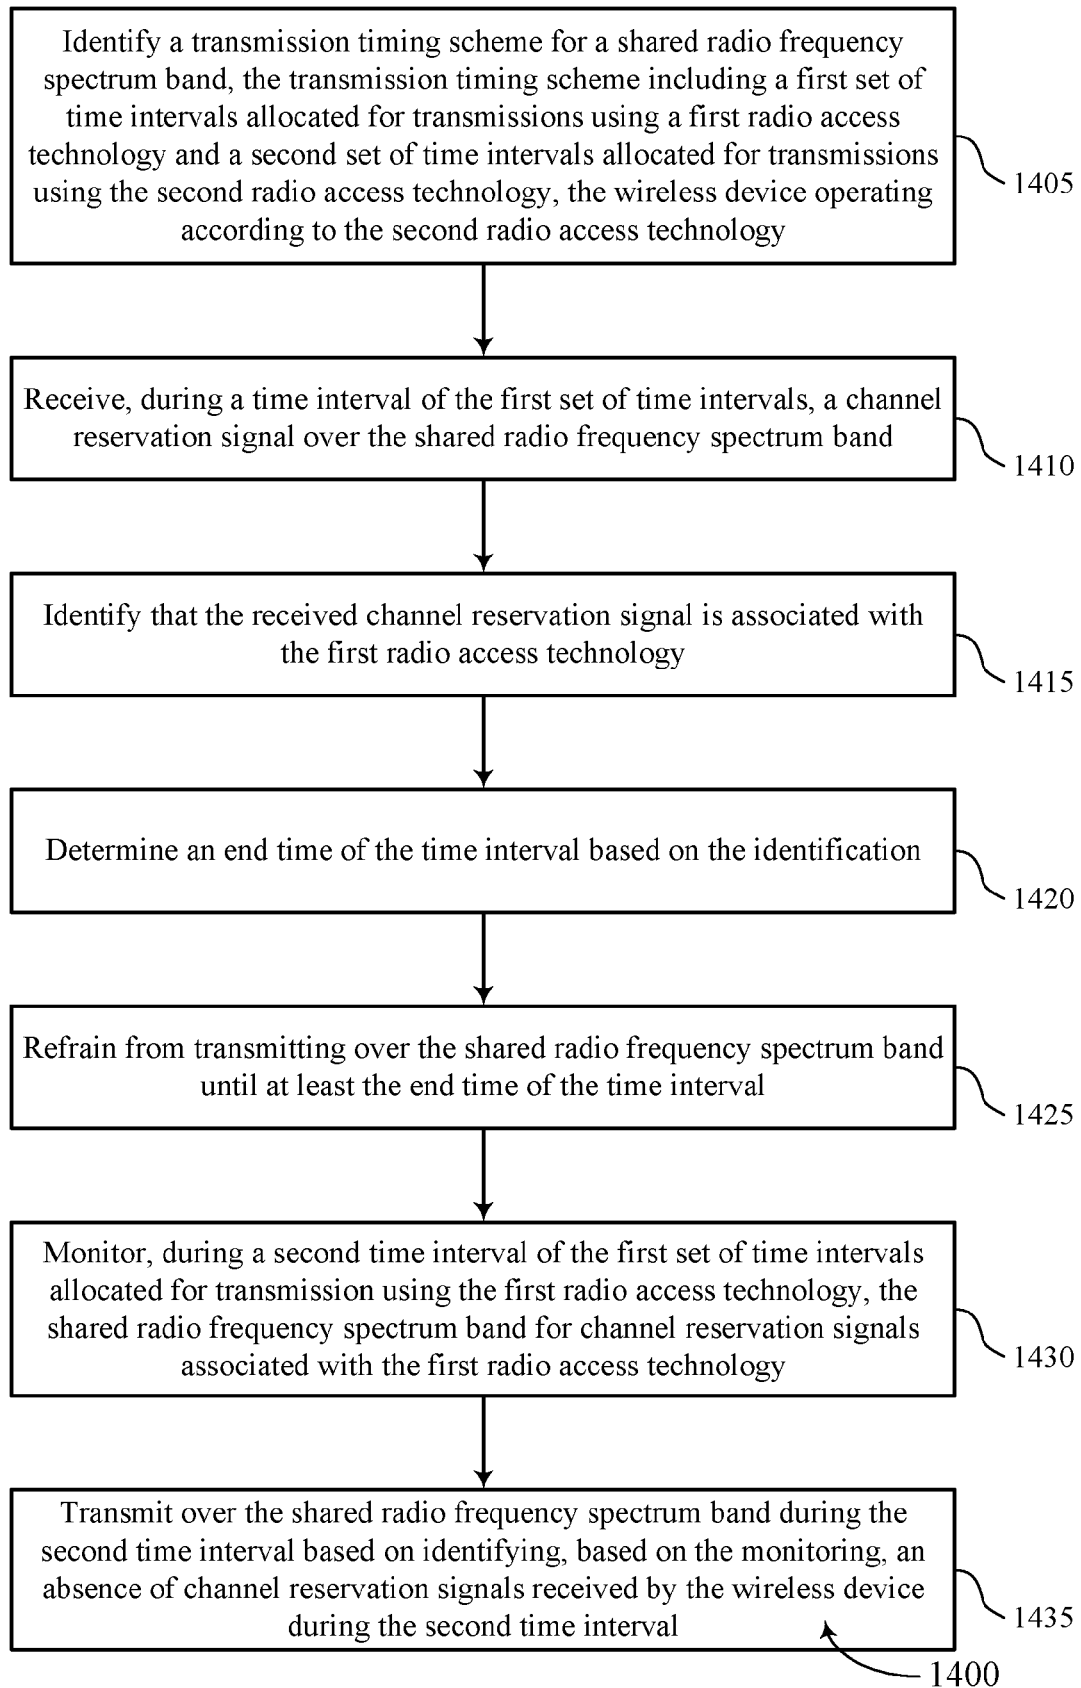 Identify a transmission timing scheme for a shared radio frequency
spectrum band, the transmission timing scheme including a first set of
time intervals allocated for transmissions using a first radio access
technology and a second set of time intervals allocated for transmissions
using the second radio access technology, the wireless device operating
according to the second radio access technology
1405
Receive, during a time interval of the first set of time intervals, a channel
reservation signal over the shared radio frequency spectrum band
1410
Identify that the received channel reservation signal is associated with
the first radio access technology
1415
Determine an end time of the time interval based on the identification
1420
Refrain from transmitting over the shared radio frequency spectrum band
until at least the end time of the time interval
1425
Monitor, during a second time interval of the first set of time intervals
allocated for transmission using the first radio access technology, the
shared radio frequency spectrum band for channel reservation signals
associated with the first radio access technology
1430
Transmit over the shared radio frequency spectrum band during the
second time interval based on identifying, based on the monitoring, an
absence of channel reservation signals received by the wireless device
during the second time interval
1435
1400